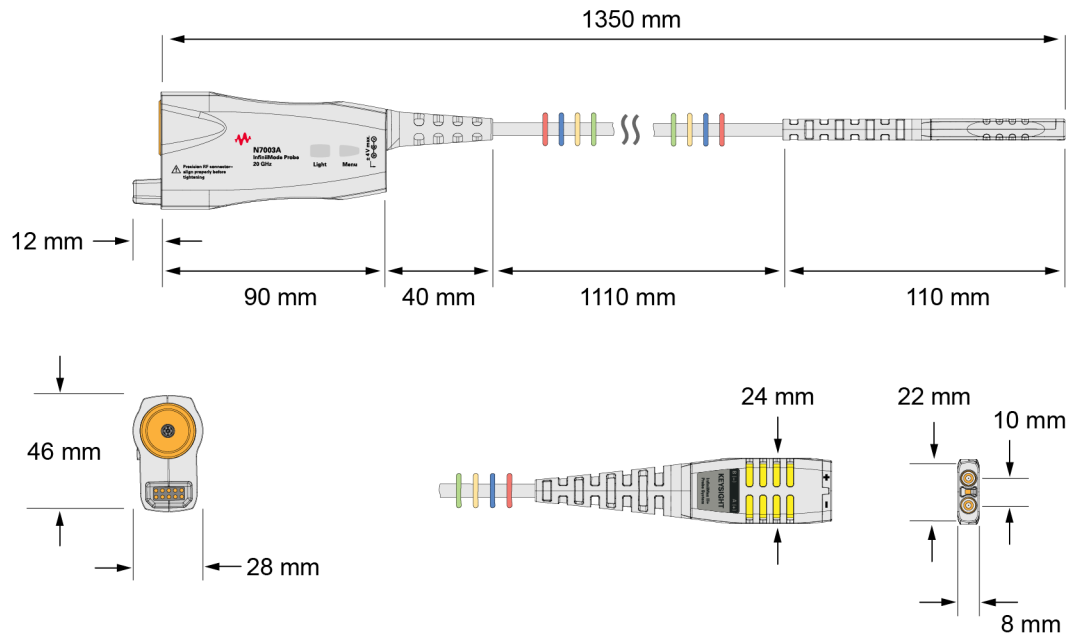 1350 mm
N7003A
InfiniiMode Probe
20 GHz
Light
Menu
±4V max
Precision RF connector—
align properly before
tightening
12 mm
90 mm
40 mm
1110 mm
110 mm
46 mm
28 mm
24 mm
KEYSIGHT
+
-
22 mm
10 mm
8 mm